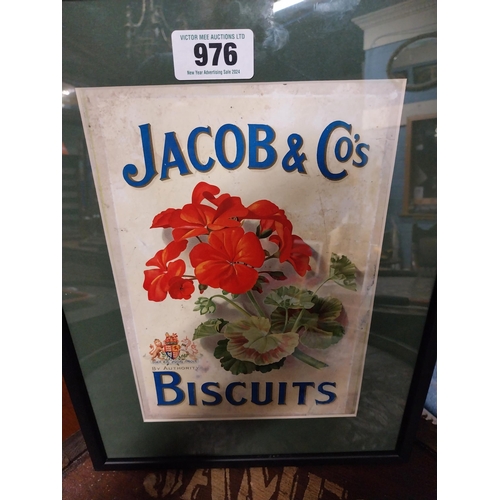 VICTOR MEE AUCTIONS LTD
976
New Year Advertising Sale 2024
JACOB & CO'S
BY AUTHORITY
BISCUITS